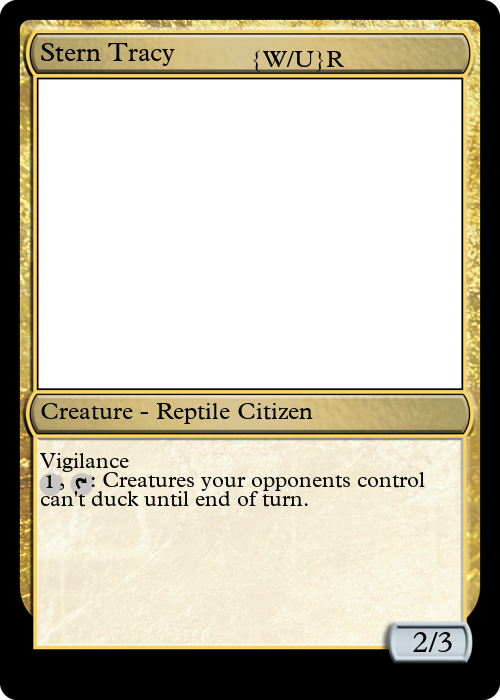 Stern Tracy {W/U}R
Creature - Reptile Citizen
Vigilance
1, : Creatures your opponents control
can't duck until end of turn.
2/3